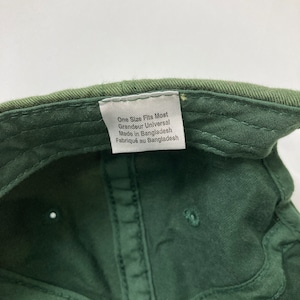 One Size Fits Most
Grandeur Universal
Made in Bangladesh
Fabriqué au Bangladesh